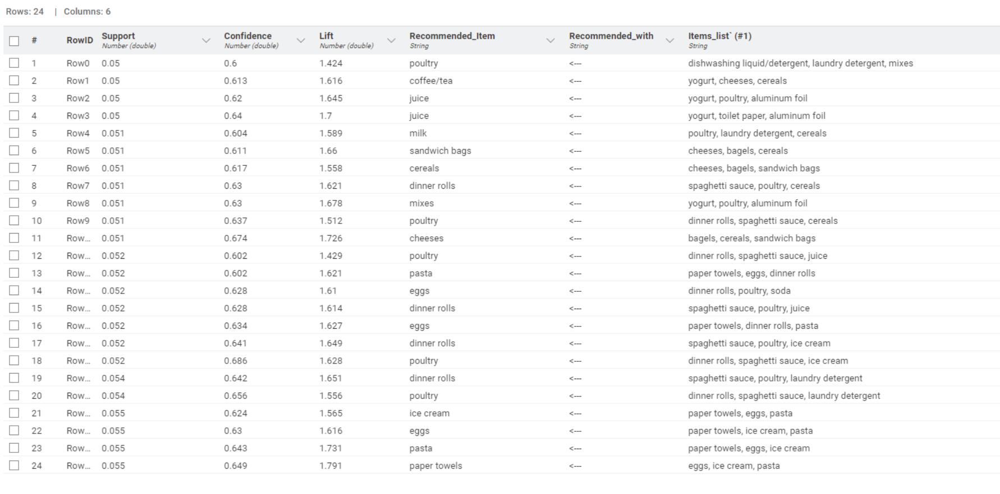 Rows: 24 | Columns: 6
# RowID Support Confidence Lift Recommended_Item Recommended_with Items_list` (#1)
Number (double) Number (double) Number (double) String String String
1 Row0 0.05 0.6 1.424 poultry <--- dishwashing liquid/detergent, laundry detergent, mixes
2 Row1 0.05 0.613 1.616 coffee/tea <--- yogurt, cheeses, cereals
3 Row2 0.05 0.62 1.645 juice <--- yogurt, poultry, aluminum foil
4 Row3 0.05 0.64 1.7 juice <--- yogurt, toilet paper, aluminum foil
5 Row4 0.051 0.604 1.589 milk <--- poultry, laundry detergent, cereals
6 Row5 0.051 0.611 1.66 sandwich bags <--- cheeses, bagels, cereals
7 Row6 0.051 0.617 1.558 cereals <--- cheeses, bagels, sandwich bags
8 Row7 0.051 0.63 1.621 dinner rolls <--- spaghetti sauce, poultry, cereals
9 Row8 0.051 0.63 1.678 mixes <--- yogurt, poultry, aluminum foil
10 Row9 0.051 0.637 1.512 poultry <--- dinner rolls, spaghetti sauce, cereals
11 Row... 0.051 0.674 1.726 cheeses <--- bagels, cereals, sandwich bags
12 Row... 0.052 0.602 1.429 poultry <--- dinner rolls, spaghetti sauce, juice
13 Row... 0.052 0.602 1.621 pasta <--- paper towels, eggs, dinner rolls
14 Row... 0.052 0.628 1.61 eggs <--- dinner rolls, poultry, soda
15 Row... 0.052 0.628 1.614 dinner rolls <--- spaghetti sauce, poultry, juice
16 Row... 0.052 0.634 1.627 eggs <--- paper towels, dinner rolls, pasta
17 Row... 0.052 0.641 1.649 dinner rolls <--- spaghetti sauce, poultry, ice cream
18 Row... 0.052 0.686 1.628 poultry <--- dinner rolls, spaghetti sauce, ice cream
19 Row... 0.054 0.642 1.651 dinner rolls <--- spaghetti sauce, poultry, laundry detergent
20 Row... 0.054 0.656 1.556 poultry <--- dinner rolls, spaghetti sauce, laundry detergent
21 Row... 0.055 0.624 1.565 ice cream <--- paper towels, eggs, pasta
22 Row... 0.055 0.63 1.616 eggs <--- paper towels, ice cream, pasta
23 Row... 0.055 0.643 1.731 pasta <--- paper towels, eggs, ice cream
24 Row... 0.055 0.649 1.791 paper towels <--- eggs, ice cream, pasta